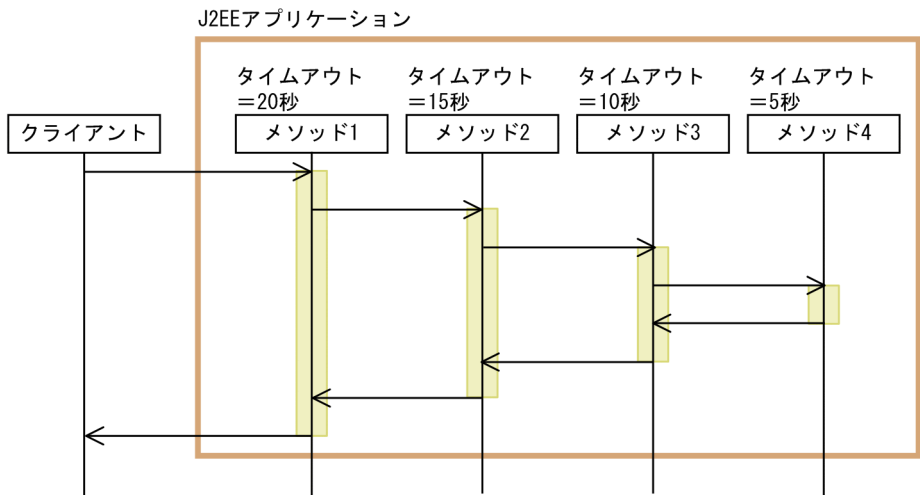 J2EEアプリケーション
タイムアウト
＝20秒
タイムアウト
＝15秒
タイムアウト
＝10秒
タイムアウト
＝5秒
クライアント
メソッド1
メソッド2
メソッド3
メソッド4